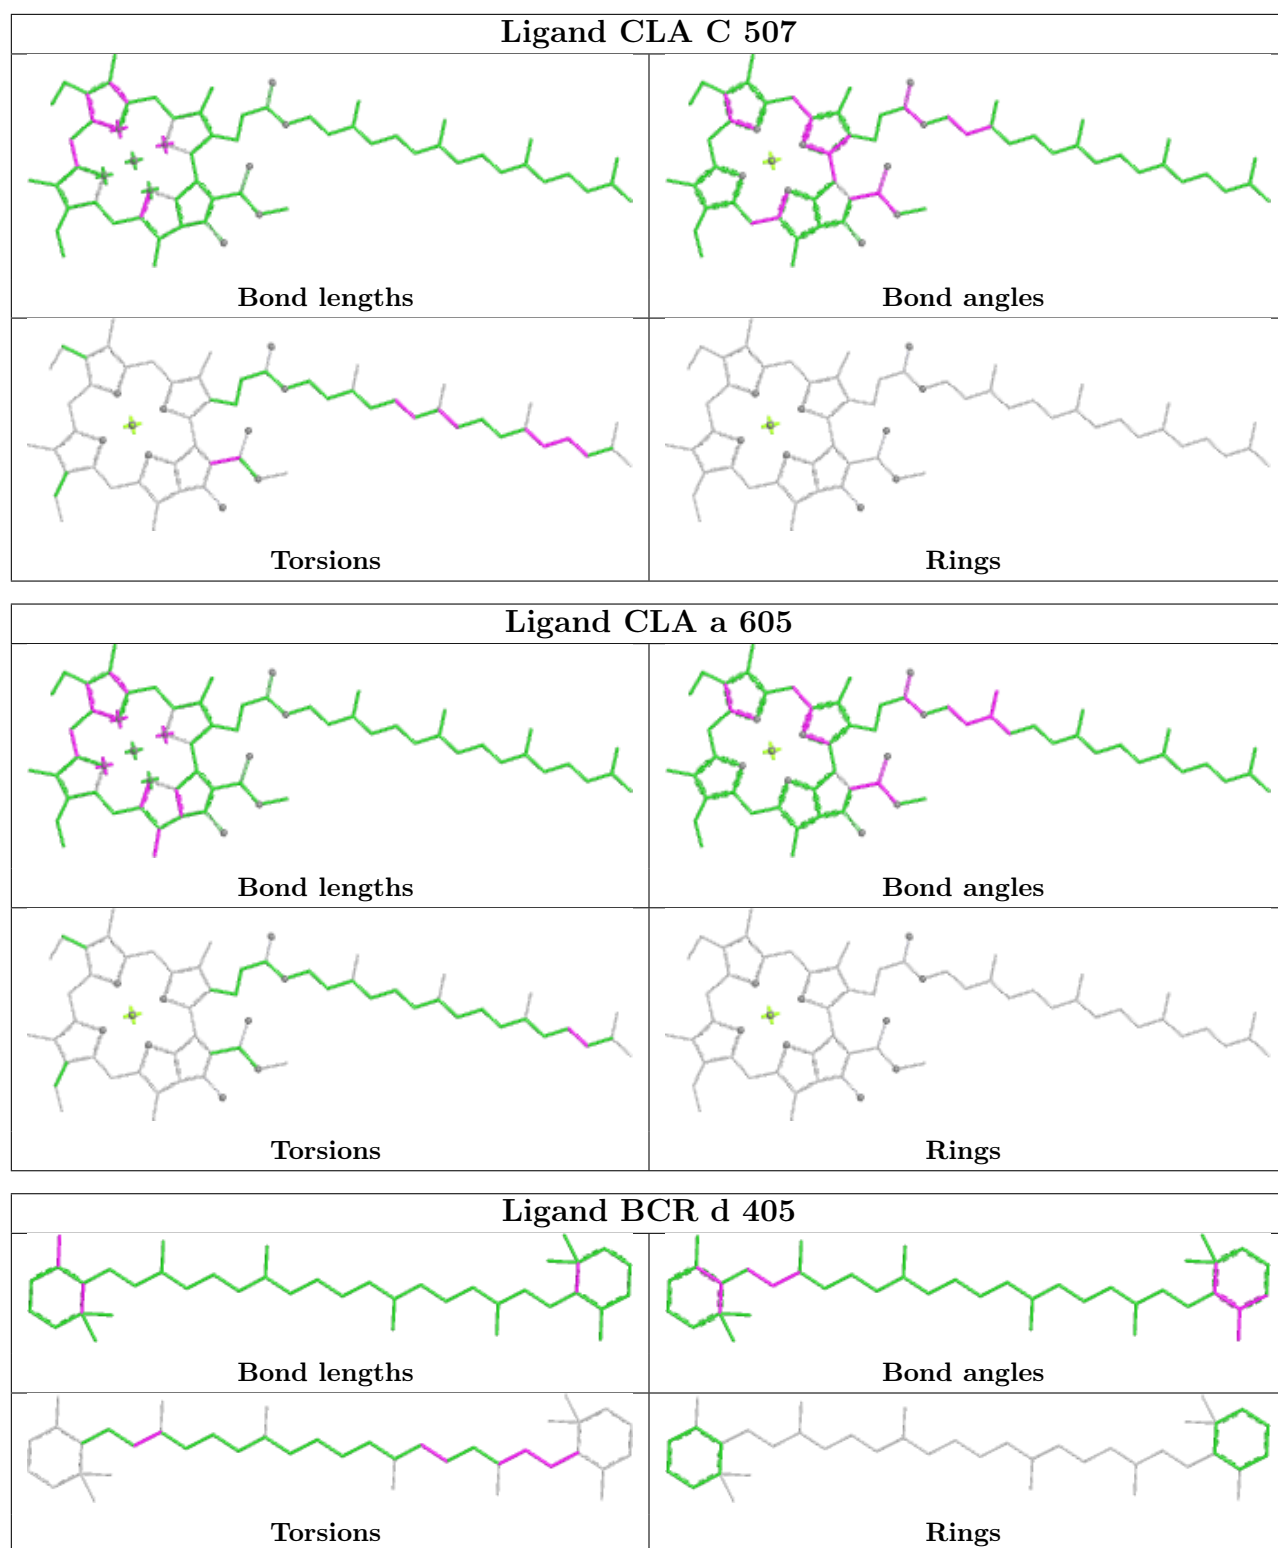 Ligand CLA C 507
Bond lengths
Bond angles
Torsions
Rings
Ligand CLA a 605
Bond lengths
Bond angles
Torsions
Rings
Ligand BCR d 405
Bond lengths
Bond angles
Torsions
Rings